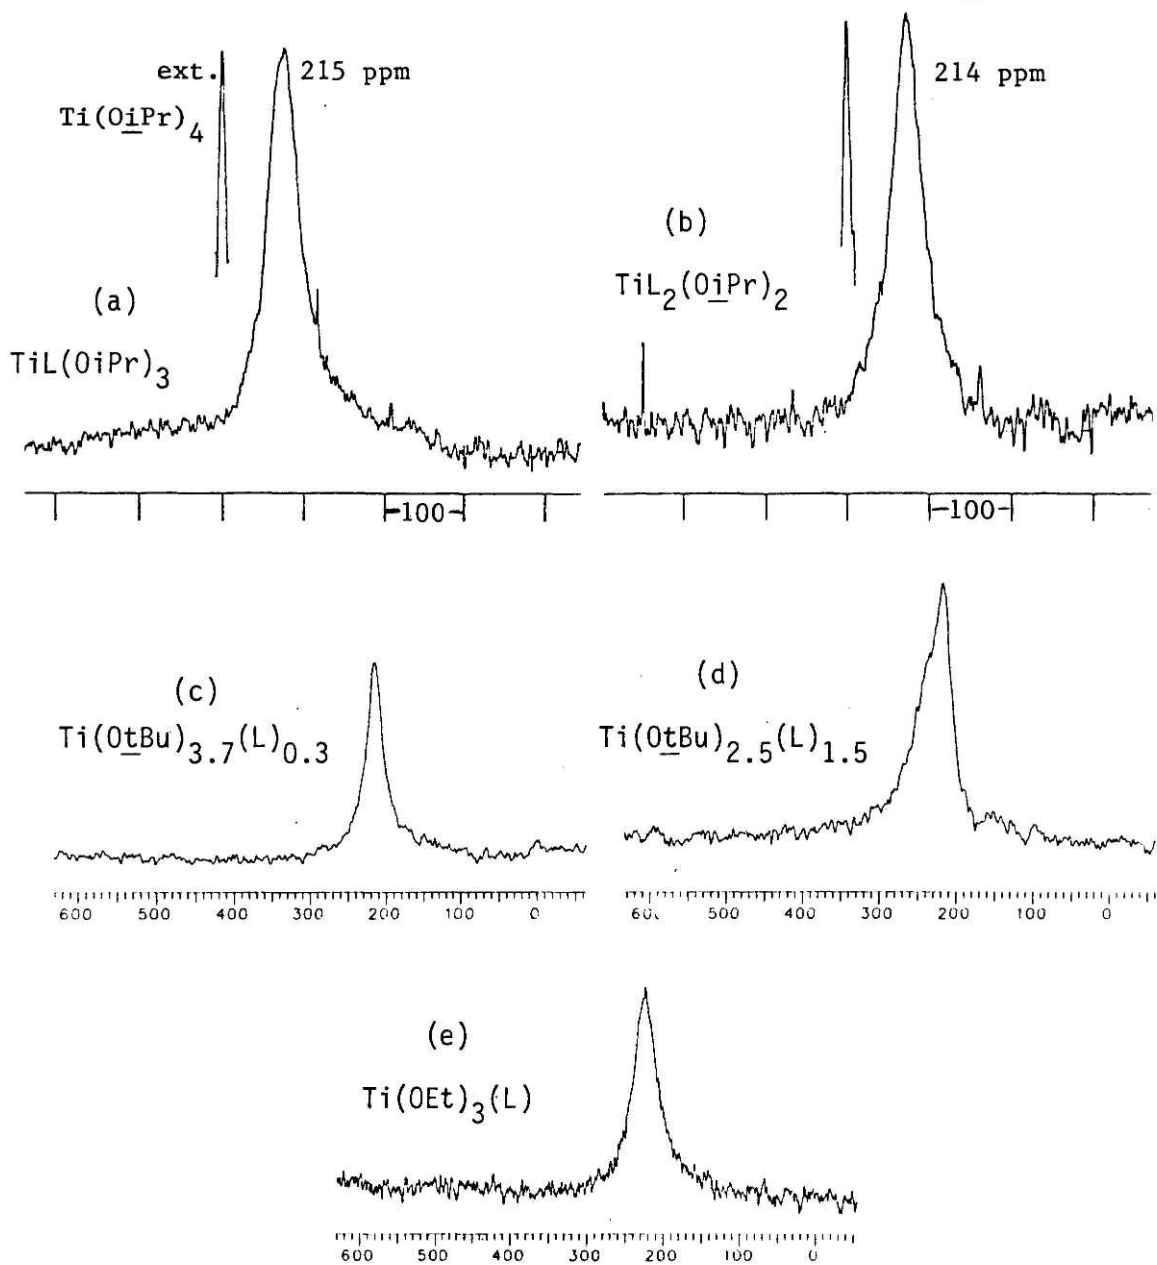 ext.
215 ppm
Ti(OiPr)4
(a)
TiL(OiPr)3
-100-
214 ppm
(b)
TiL2(OiPr)2
-100-
(c)
Ti(OtBu)3.7(L)0.3
600 500 400 300 200 100 0
(d)
Ti(OtBu)2.5(L)1.5
600 500 400 300 200 100 0
(e)
Ti(OEt)3(L)
600 500 400 300 200 100 0